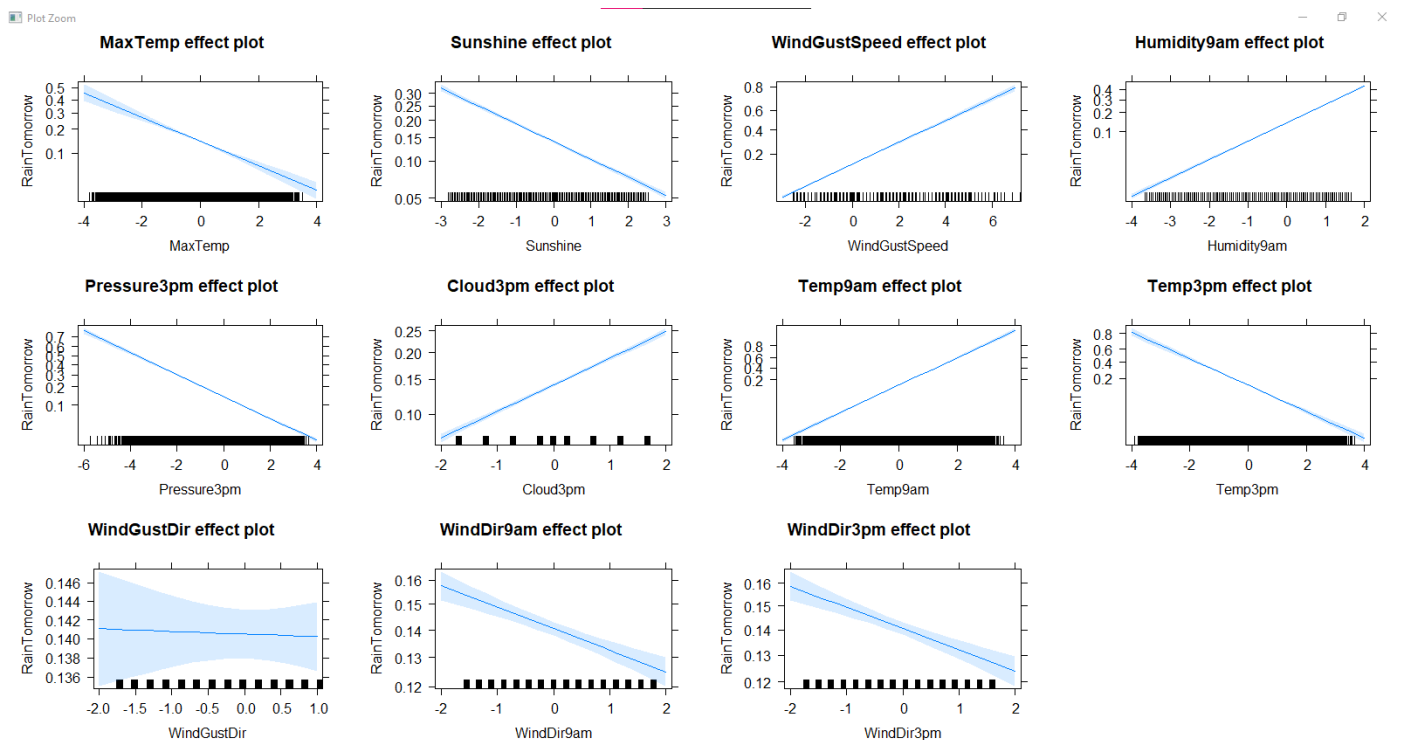 Plot Zoom
MaxTemp effect plot
RainTomorrow
0.5
0.4
0.3
0.2
0.1
-4 -2 0 2 4
MaxTemp
Sunshine effect plot
RainTomorrow
0.30
0.20
0.15
0.10
0.05
-3 -2 -1 0 1 2 3
Sunshine
WindGustSpeed effect plot
RainTomorrow
0.8
0.6
0.4
0.2
-2 0 2 4 6
WindGustSpeed
Humidity9am effect plot
RainTomorrow
0.4
0.3
0.2
0.1
-4 -3 -2 -1 0 1 2
Humidity9am
Pressure3pm effect plot
RainTomorrow
0.7
0.6
0.5
0.4
0.3
0.2
0.1
-6 -4 -2 0 2 4
Pressure3pm
Cloud3pm effect plot
RainTomorrow
0.25
0.20
0.15
0.10
-2 -1 0 1 2
Cloud3pm
Temp9am effect plot
RainTomorrow
0.8
0.6
0.4
0.2
-4 -2 0 2 4
Temp9am
Temp3pm effect plot
RainTomorrow
0.8
0.6
0.4
0.2
-4 -2 0 2 4
Temp3pm
WindGustDir effect plot
RainTomorrow
0.146
0.144
0.142
0.140
0.138
0.136
-2.0 -1.5 -1.0 -0.5 0.0 0.5 1.0
WindGustDir
WindDir9am effect plot
RainTomorrow
0.16
0.15
0.14
0.13
0.12
-2 -1 0 1 2
WindDir9am
WindDir3pm effect plot
RainTomorrow
0.16
0.15
0.14
0.13
0.12
-2 -1 0 1 2
WindDir3pm